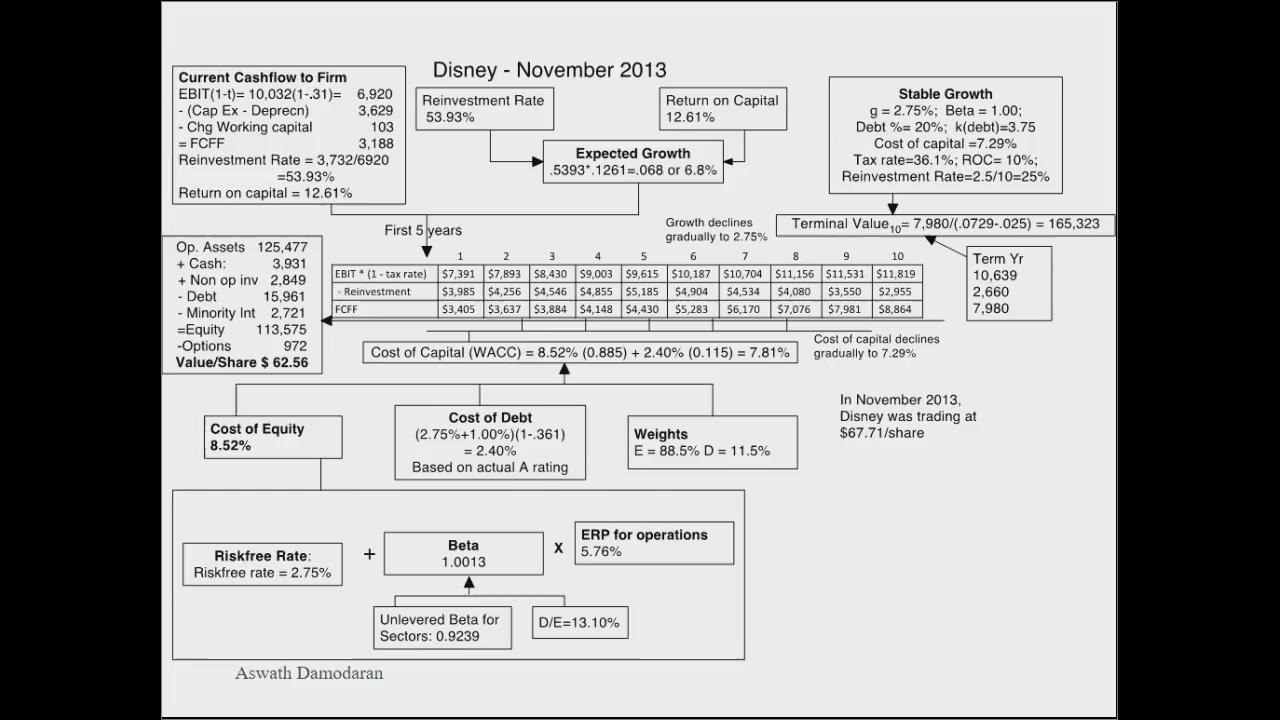 Disney - November 2013
Current Cashflow to Firm
EBIT(1-t)= 10,032(1-.31)= 6,920
- (Cap Ex - Deprecn) 3,629
- Chg Working capital 103
= FCFF 3,188
Reinvestment Rate = 3,732/6920
=53.93%
Return on capital = 12.61%
Reinvestment Rate
53.93%
Return on Capital
12.61%
Expected Growth
.5393*.1261=.068 or 6.8%
Stable Growth
g = 2.75%; Beta = 1.00;
Debt %= 20%; k(debt)=3.75
Cost of capital =7.29%
Tax rate=36.1%; ROC= 10%;
Reinvestment Rate=2.5/10=25%
Terminal Value10= 7,980/(.0729-.025) = 165,323
First 5 years
Growth declines
gradually to 2.75%
Term Yr
10,639
2,660
7,980
Op. Assets 125,477
+ Cash: 3,931
+ Non op inv 2,849
- Debt 15,961
- Minority Int 2,721
=Equity 113,575
-Options 972
Value/Share $ 62.56
1 2 3 4 5 6 7 8 9 10
EBIT * (1 - tax rate) $7,391 $7,893 $8,430 $9,003 $9,615 $10,187 $10,704 $11,156 $11,531 $11,819
- Reinvestment $3,985 $4,256 $4,546 $4,855 $5,185 $4,904 $4,534 $4,080 $3,550 $2,955
FCFF $3,405 $3,637 $3,884 $4,148 $4,430 $5,283 $6,170 $7,076 $7,981 $8,864
Cost of Capital (WACC) = 8.52% (0.885) + 2.40% (0.115) = 7.81%
Cost of capital declines
gradually to 7.29%
Cost of Equity
8.52%
Cost of Debt
(2.75%+1.00%)(1-.361)
= 2.40%
Based on actual A rating
Weights
E = 88.5% D = 11.5%
In November 2013,
Disney was trading at
$67.71/share
Riskfree Rate:
Riskfree rate = 2.75%
+
Beta
1.0013
X
ERP for operations
5.76%
Unlevered Beta for
Sectors: 0.9239
D/E=13.10%
Aswath Damodaran